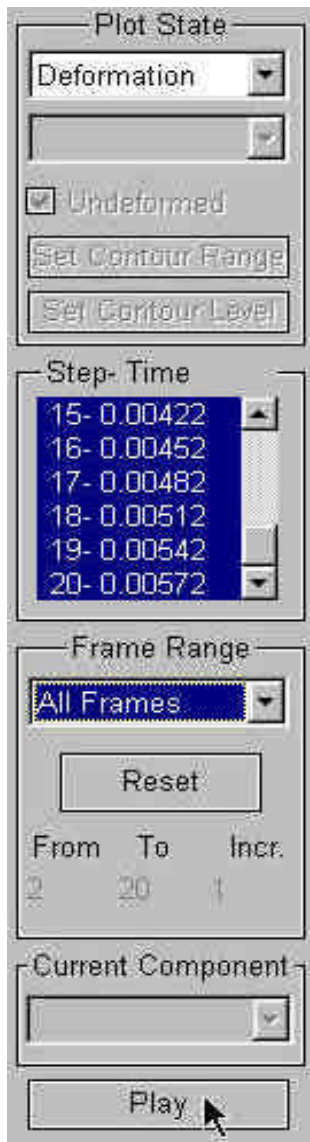 Plot State
Deformation
Undeformed
Set Contour Range
Set Contour Level
Step- Time
15- 0.00422
16- 0.00452
17- 0.00482
18- 0.00512
19- 0.00542
20- 0.00572
Frame Range
All Frames
Reset
From To Incr.
2 20 1
Current Component
Play